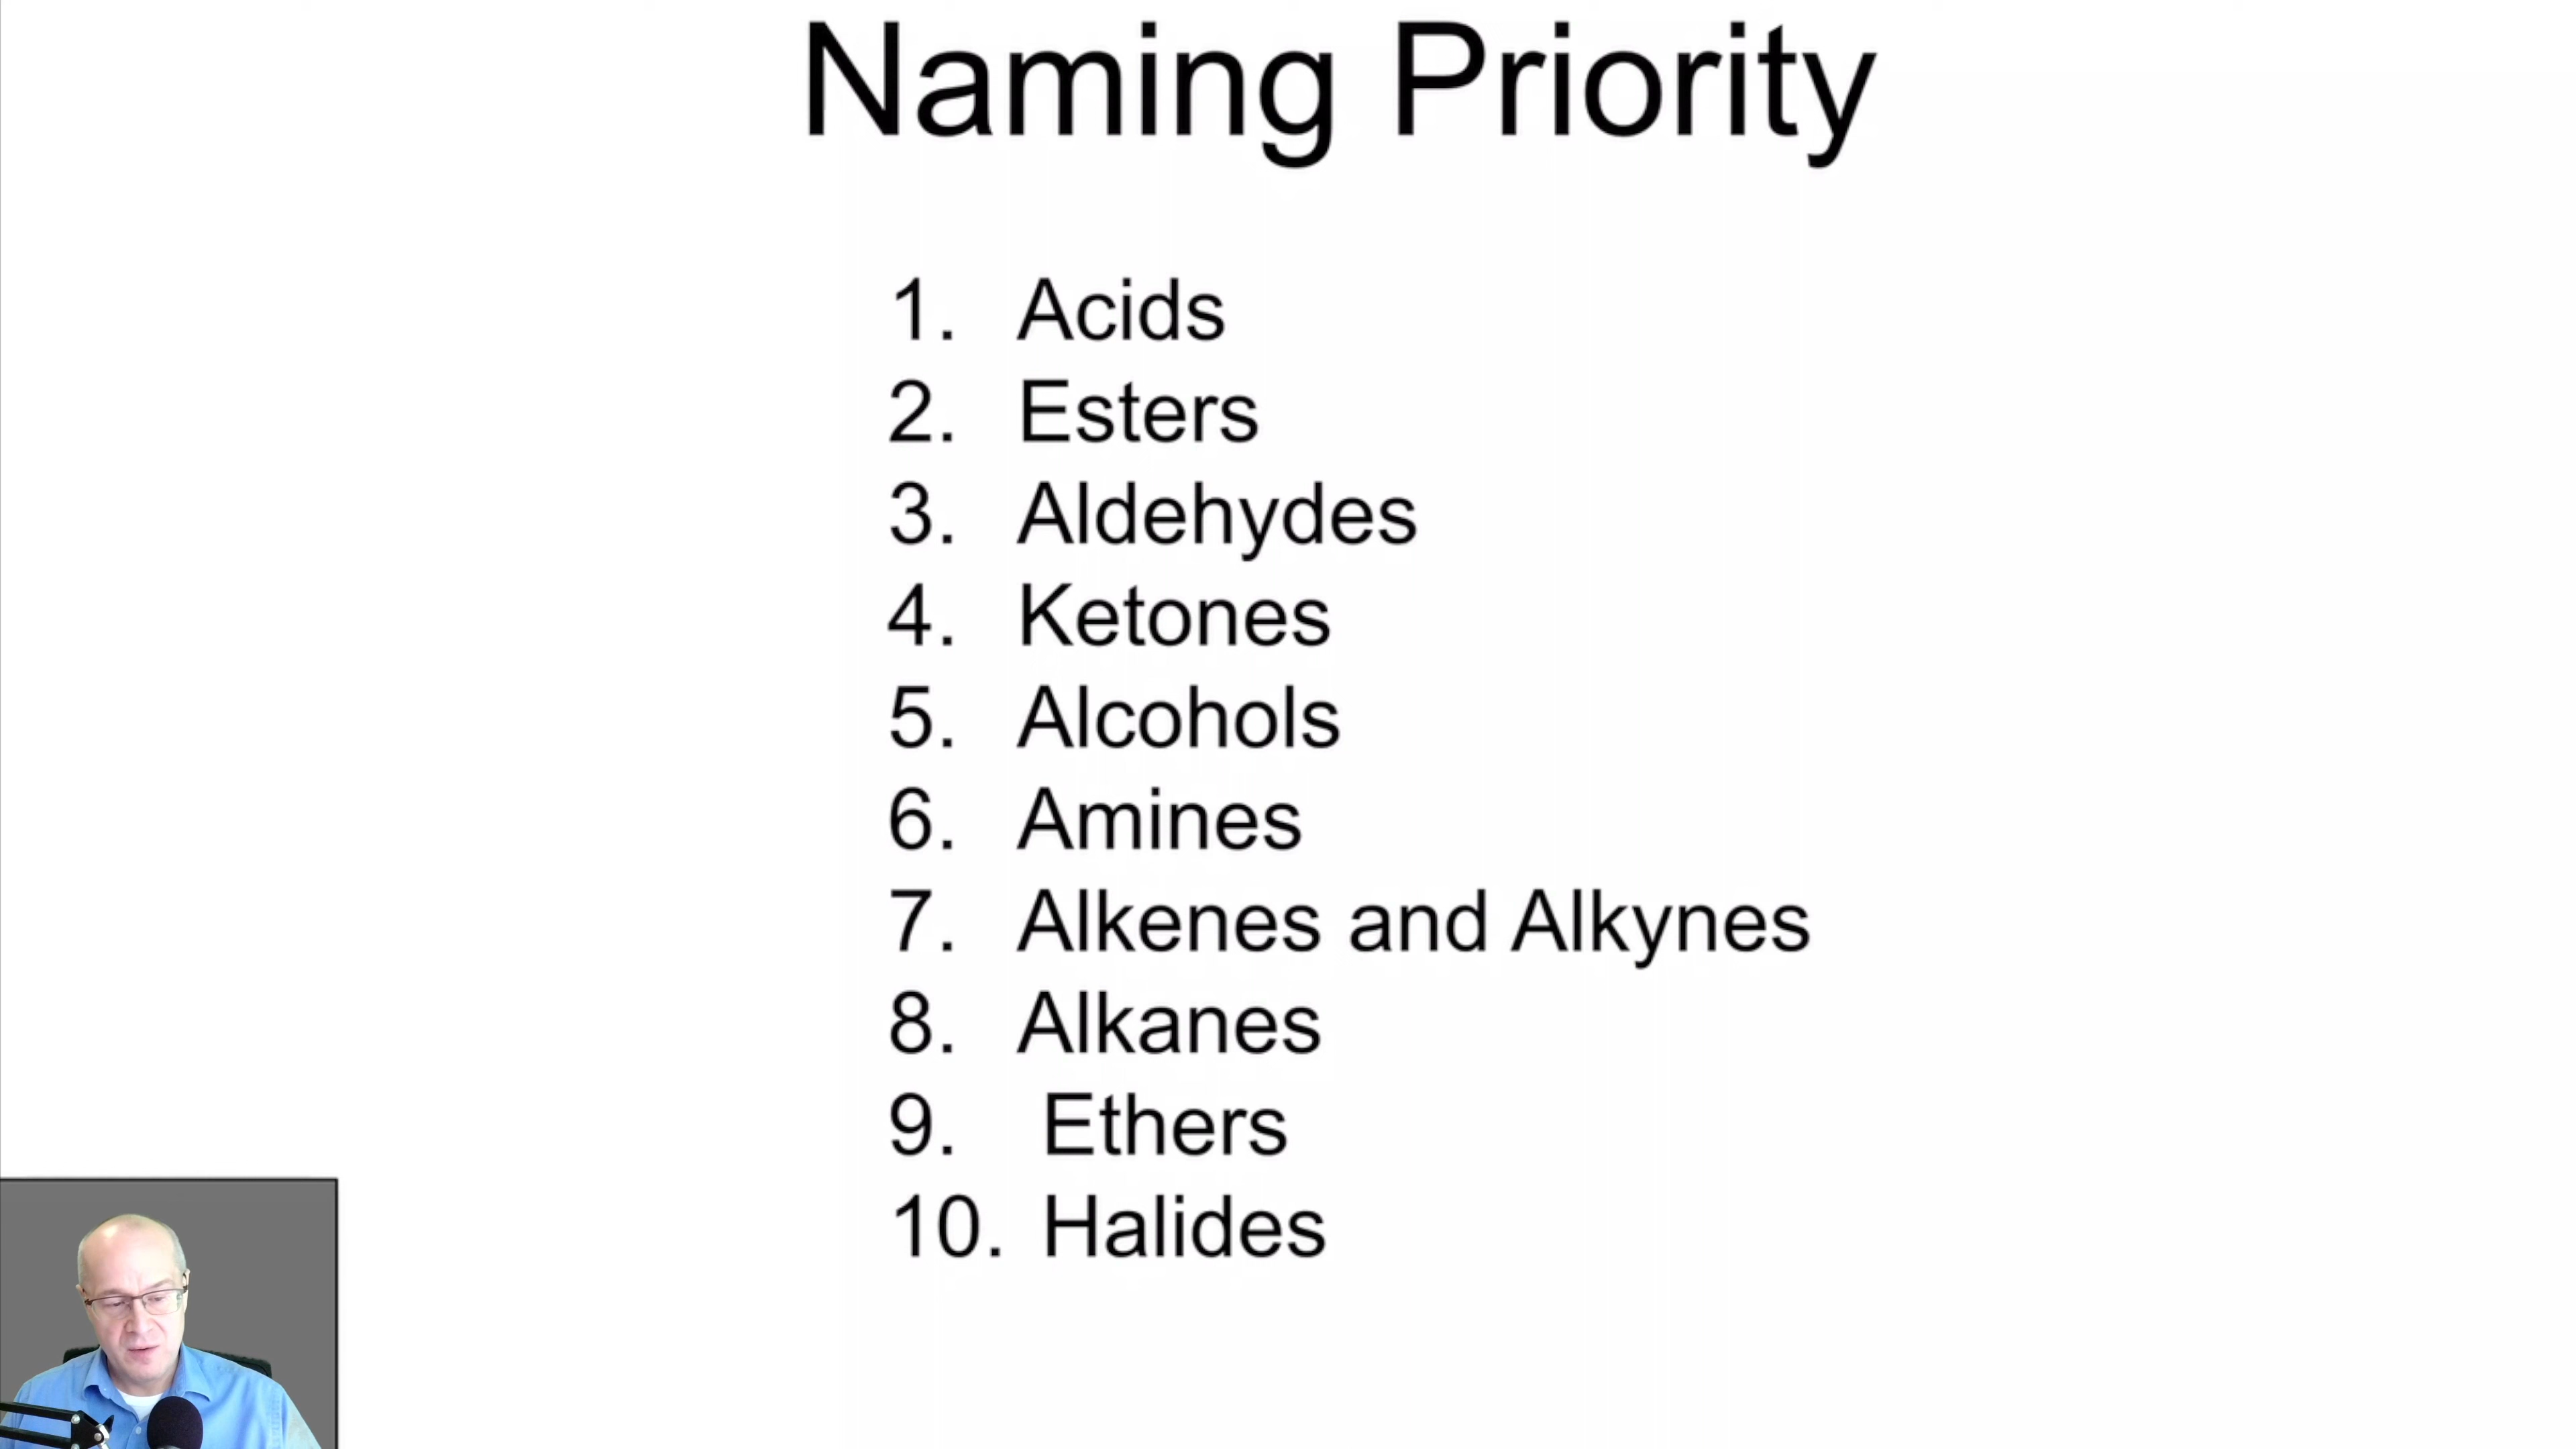 Naming Priority
1. Acids
2. Esters
3. Aldehydes
4. Ketones
5. Alcohols
6. Amines
7. Alkenes and Alkynes
8. Alkanes
9. Ethers
10. Halides